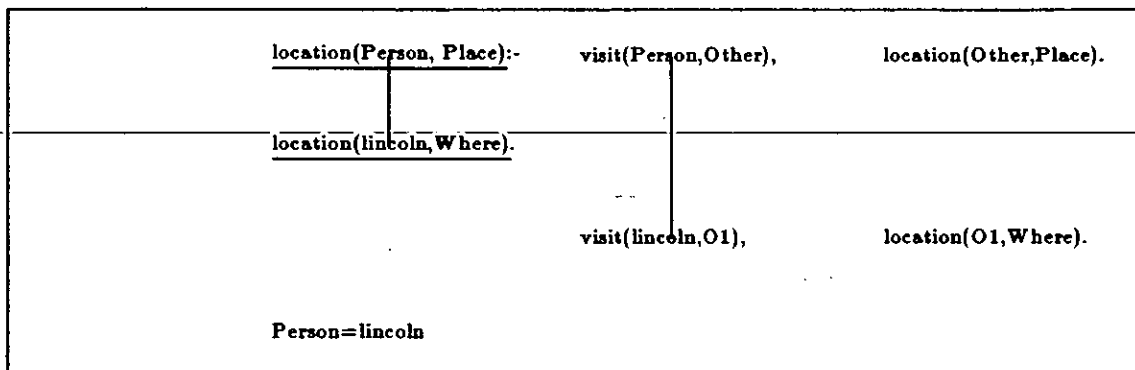 location(Person, Place):- visit(Person,Other), location(Other,Place).
location(lincoln,Where).
visit(lincoln,O1), location(O1,Where).
Person=lincoln